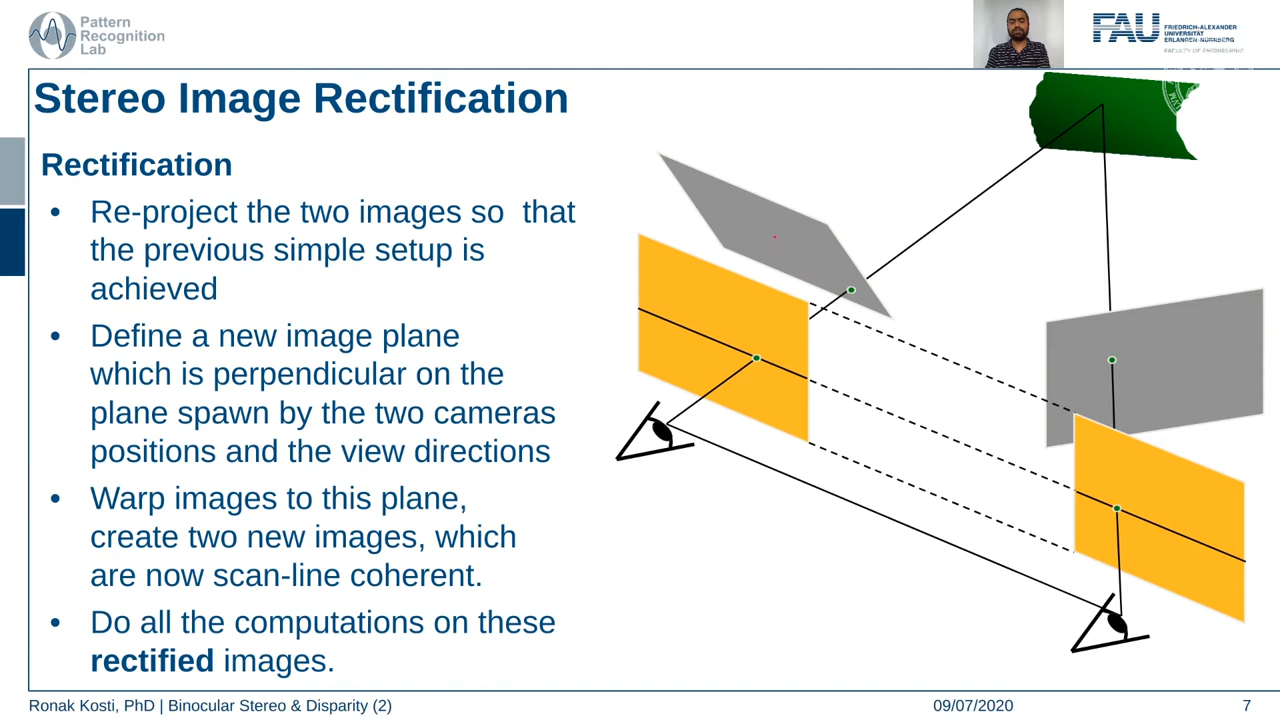 Pattern
Recognition
Lab
FAU
FRIEDRICH-ALEXANDER
UNIVERSITÄT
ERLANGEN-NÜRNBERG
FACULTY OF ENGINEERING
Stereo Image Rectification
Rectification
• Re-project the two images so that
the previous simple setup is
achieved
• Define a new image plane
which is perpendicular on the
plane spawn by the two cameras
positions and the view directions
• Warp images to this plane,
create two new images, which
are now scan-line coherent.
• Do all the computations on these
rectified images.
Ronak Kosti, PhD | Binocular Stereo & Disparity (2)
09/07/2020
7